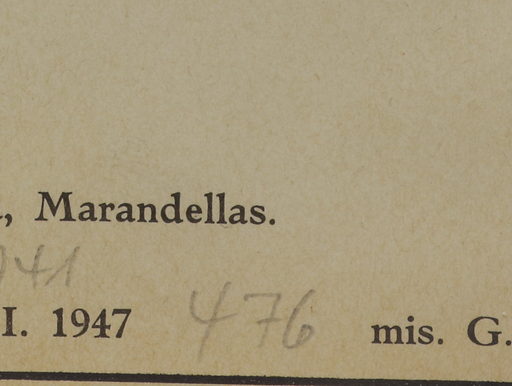 , Marandellas.
41
I. 1947 476 mis. G.